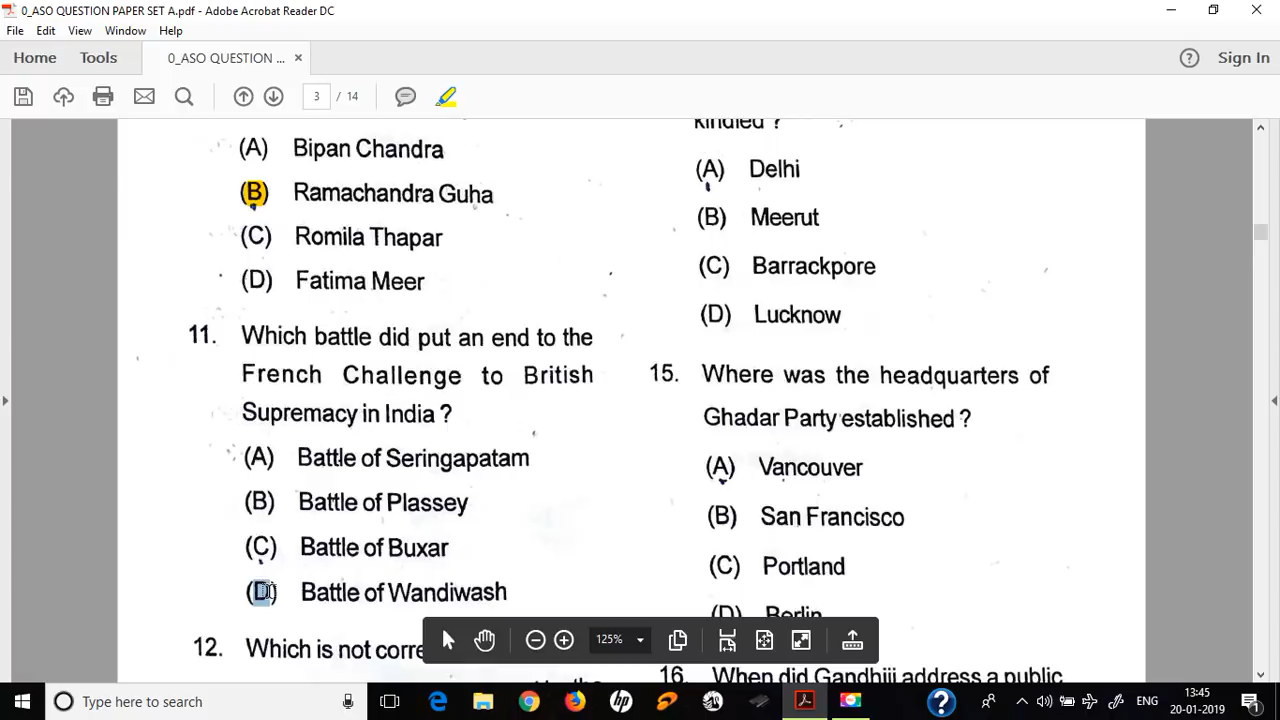 0_ASO QUESTION PAPER SET A.pdf - Adobe Acrobat Reader DC
File Edit View Window Help
Home Tools 0_ASO QUESTION ... × Sign In
3 / 14
(A) Bipan Chandra
(B) Ramachandra Guha
(C) Romila Thapar
(D) Fatima Meer
11. Which battle did put an end to the
French Challenge to British
Supremacy in India ?
(A) Battle of Seringapatam
(B) Battle of Plassey
(C) Battle of Buxar
(D) Battle of Wandiwash
12. Which is not
kindled ?
(A) Delhi
(B) Meerut
(C) Barrackpore
(D) Lucknow
15. Where was the headquarters of
Ghadar Party established ?
(A) Vancouver
(B) San Francisco
(C) Portland
(D) Berlin
16. When did Gandhiji address a public
125%
Type here to search
ENG
13:45
20-01-2019